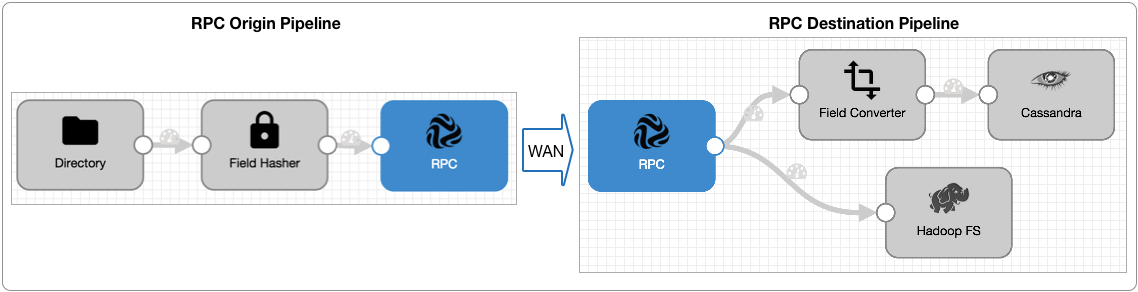 RPC Origin Pipeline
RPC Destination Pipeline
Directory
Field Hasher
RPC
WAN
RPC
Field Converter
Cassandra
Hadoop FS